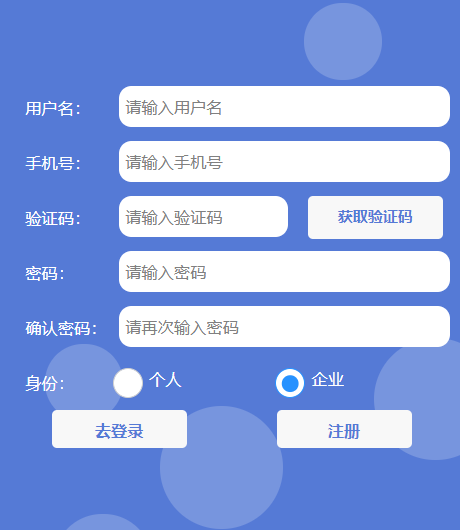 用户名： 请输入用户名
手机号： 请输入手机号
验证码： 请输入验证码 获取验证码
密码： 请输入密码
确认密码： 请再次输入密码
身份： 个人 企业
去登录 注册